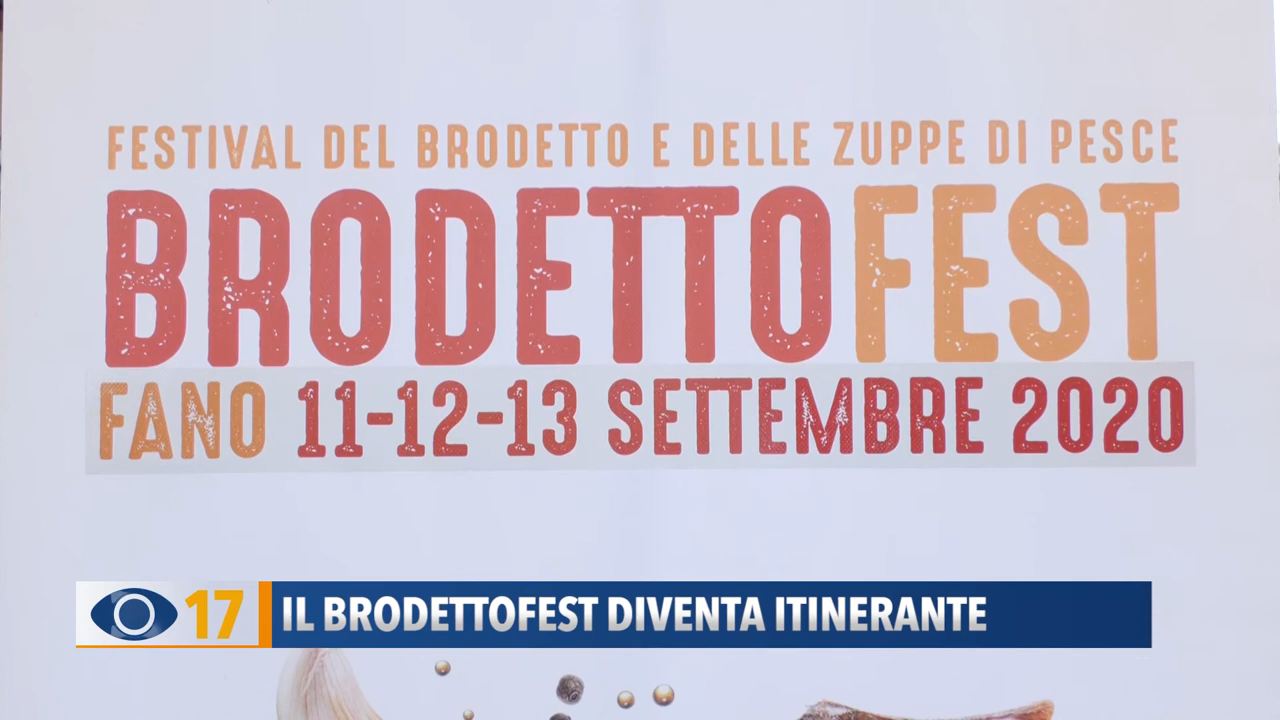 FESTIVAL DEL BRODETTO E DELLE ZUPPE DI PESCE
BRODETTOFEST
FANO 11-12-13 SETTEMBRE 2020
17 IL BRODETTOFEST DIVENTA ITINERANTE